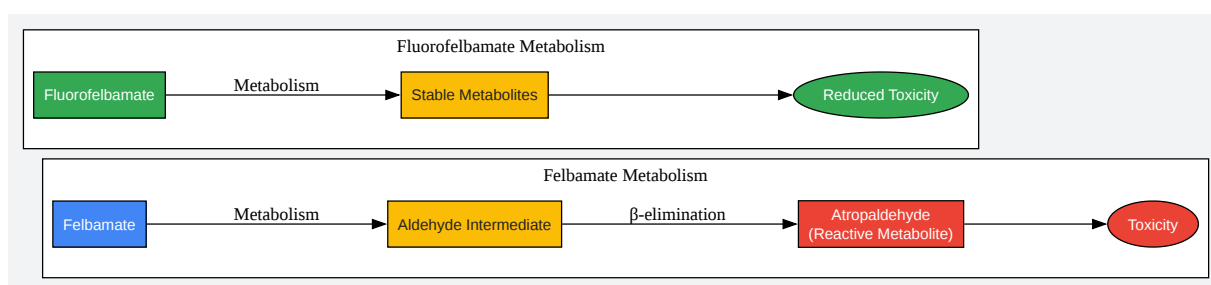 Fluorofelbamate Metabolism
Fluorofelbamate
Metabolism
Stable Metabolites
Reduced Toxicity
Felbamate Metabolism
Felbamate
Metabolism
Aldehyde Intermediate
β-elimination
Atropaldehyde
(Reactive Metabolite)
Toxicity